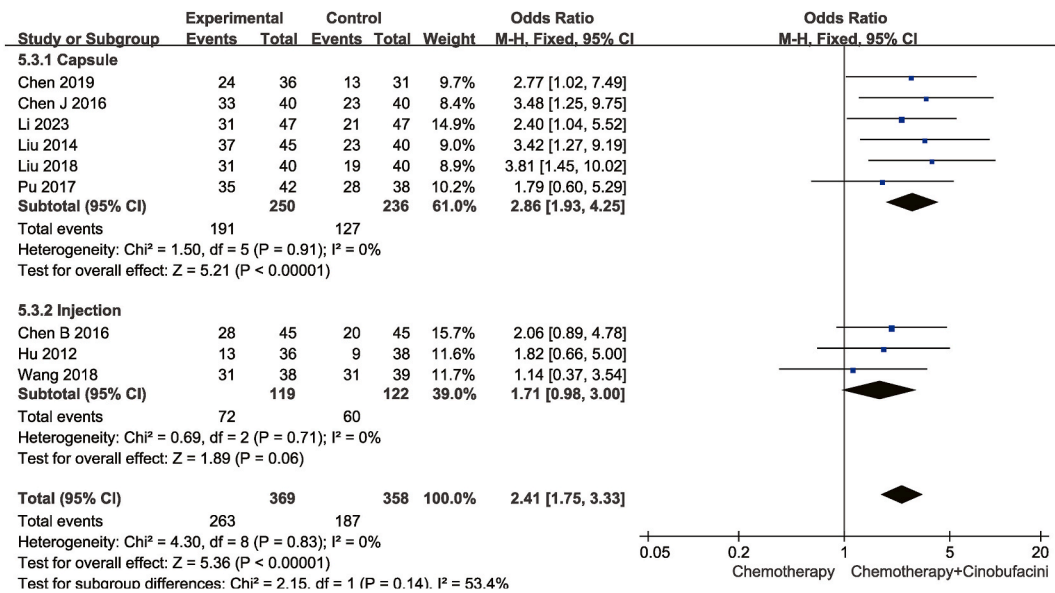 Experimental Control Odds Ratio Odds Ratio
Study or Subgroup Events Total Events Total Weight M-H, Fixed, 95% CI M-H, Fixed, 95% CI
5.3.1 Capsule
Chen 2019 24 36 13 31 9.7% 2.77 [1.02, 7.49]
Chen J 2016 33 40 23 40 8.4% 3.48 [1.25, 9.75]
Li 2023 31 47 21 47 14.9% 2.40 [1.04, 5.52]
Liu 2014 37 45 23 40 9.0% 3.42 [1.27, 9.19]
Liu 2018 31 40 19 40 8.9% 3.81 [1.45, 10.02]
Pu 2017 35 42 28 38 10.2% 1.79 [0.60, 5.29]
Subtotal (95% CI) 250 236 61.0% 2.86 [1.93, 4.25]
Total events 191 127
Heterogeneity: Chi² = 1.50, df = 5 (P = 0.91); I² = 0%
Test for overall effect: Z = 5.21 (P < 0.00001)
5.3.2 Injection
Chen B 2016 28 45 20 45 15.7% 2.06 [0.89, 4.78]
Hu 2012 13 36 9 38 11.6% 1.82 [0.66, 5.00]
Wang 2018 31 38 31 39 11.7% 1.14 [0.37, 3.54]
Subtotal (95% CI) 119 122 39.0% 1.71 [0.98, 3.00]
Total events 72 60
Heterogeneity: Chi² = 0.69, df = 2 (P = 0.71); I² = 0%
Test for overall effect: Z = 1.89 (P = 0.06)
Total (95% CI) 369 358 100.0% 2.41 [1.75, 3.33]
Total events 263 187
Heterogeneity: Chi² = 4.30, df = 8 (P = 0.83); I² = 0%
Test for overall effect: Z = 5.36 (P < 0.00001)
Test for subgroup differences: Chi² = 2.15, df = 1 (P = 0.14), I² = 53.4%
0.05 0.2 1 5 20
Chemotherapy Chemotherapy+Cinobufacini